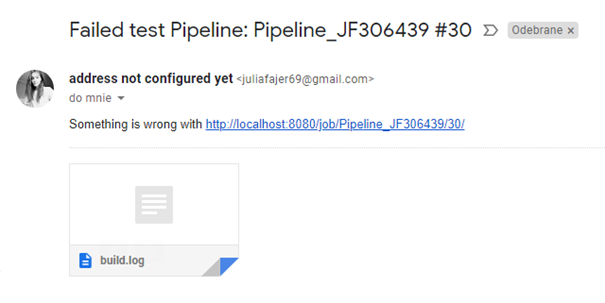 Failed test Pipeline: Pipeline_JF306439 #30 Odebrane ×
address not configured yet <juliafajer69@gmail.com>
do mnie
Something is wrong with http://localhost:8080/job/Pipeline_JF306439/30/
build.log